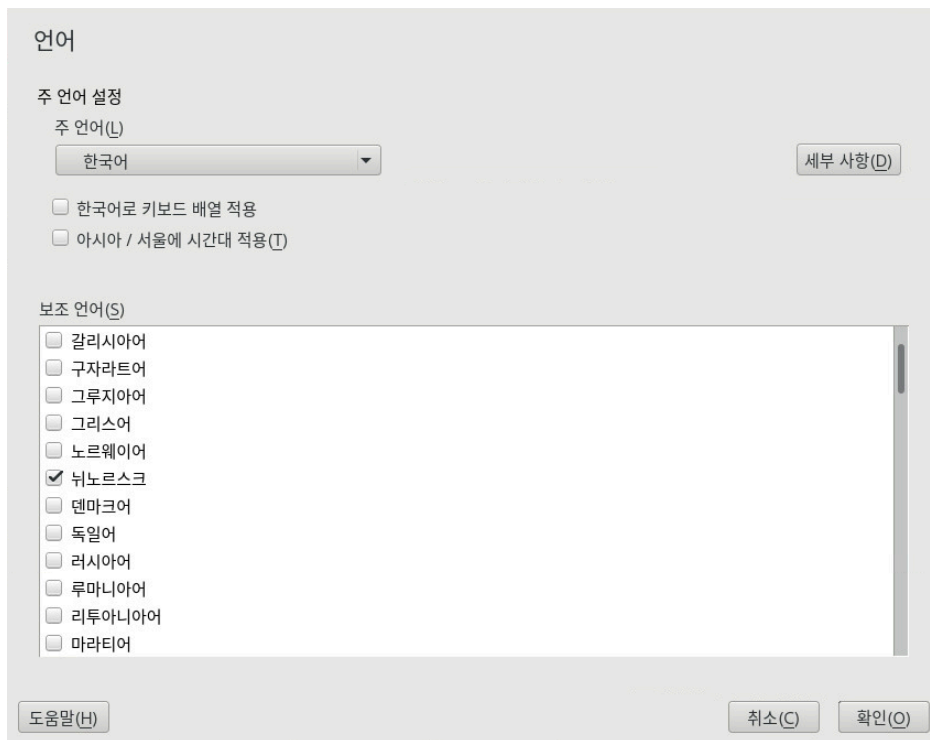 언어
주 언어 설정
주 언어(L)
한국어
세부 사항(D)
한국어로 키보드 배열 적용
아시아 / 서울에 시간대 적용(T)
보조 언어(S)
갈리시아어
구자라트어
그루지아어
그리스어
노르웨이어
뉘노르스크
덴마크어
독일어
러시아어
루마니아어
리투아니아어
마라티어
도움말(H)
취소(C)
확인(O)